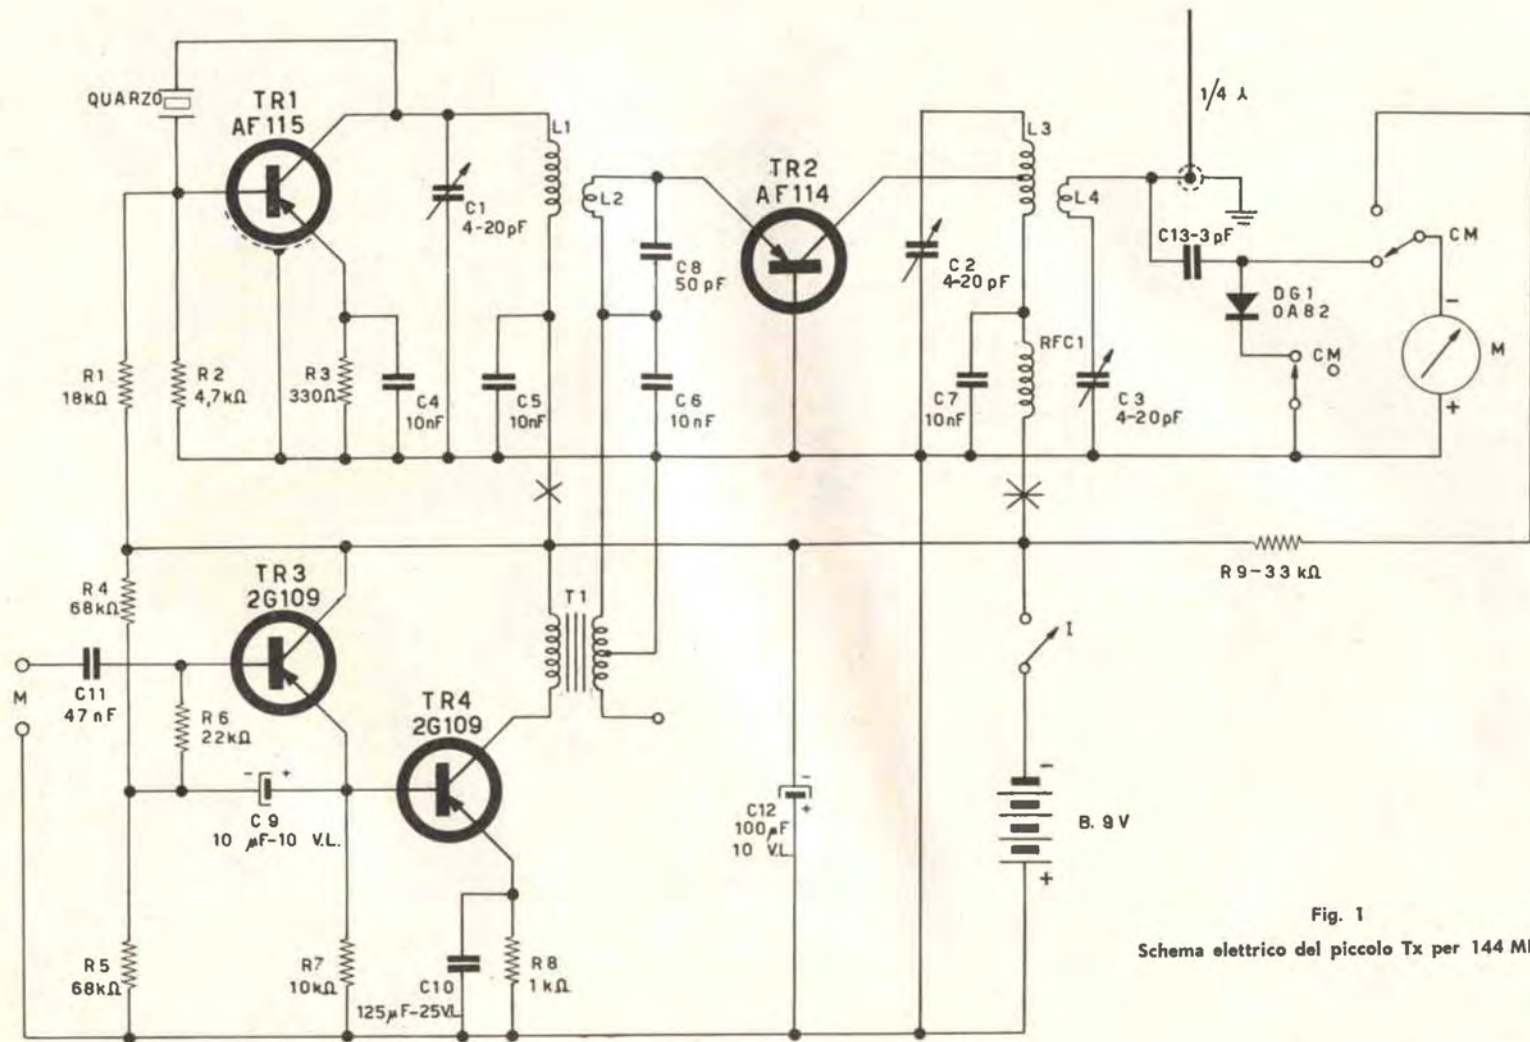 QUARZO
TR1
AF115
L1
L2
C1
4-20pF
R1
18kΩ
R2
4,7kΩ
R3
330Ω
C4
10nF
C5
10nF
C8
50pF
C6
10nF
TR2
AF114
L3
L4
C2
4-20pF
RFC1
C7
10nF
C3
4-20pF
1/4 λ
C13-3pF
DG1
OA82
CM
CM
-
M
+
R9-33kΩ
R4
68kΩ
TR3
2G109
M
C11
47nF
R6
22kΩ
- +
C9
10 µF-10 V.L.
TR4
2G109
T1
I
-
C12
+
100µF
10 V.L.
-
B. 9V
+
R5
68kΩ
R7
10kΩ
C10
125µF-25V.L.
R8
1kΩ
Fig. 1
Schema elettrico del piccolo Tx per 144